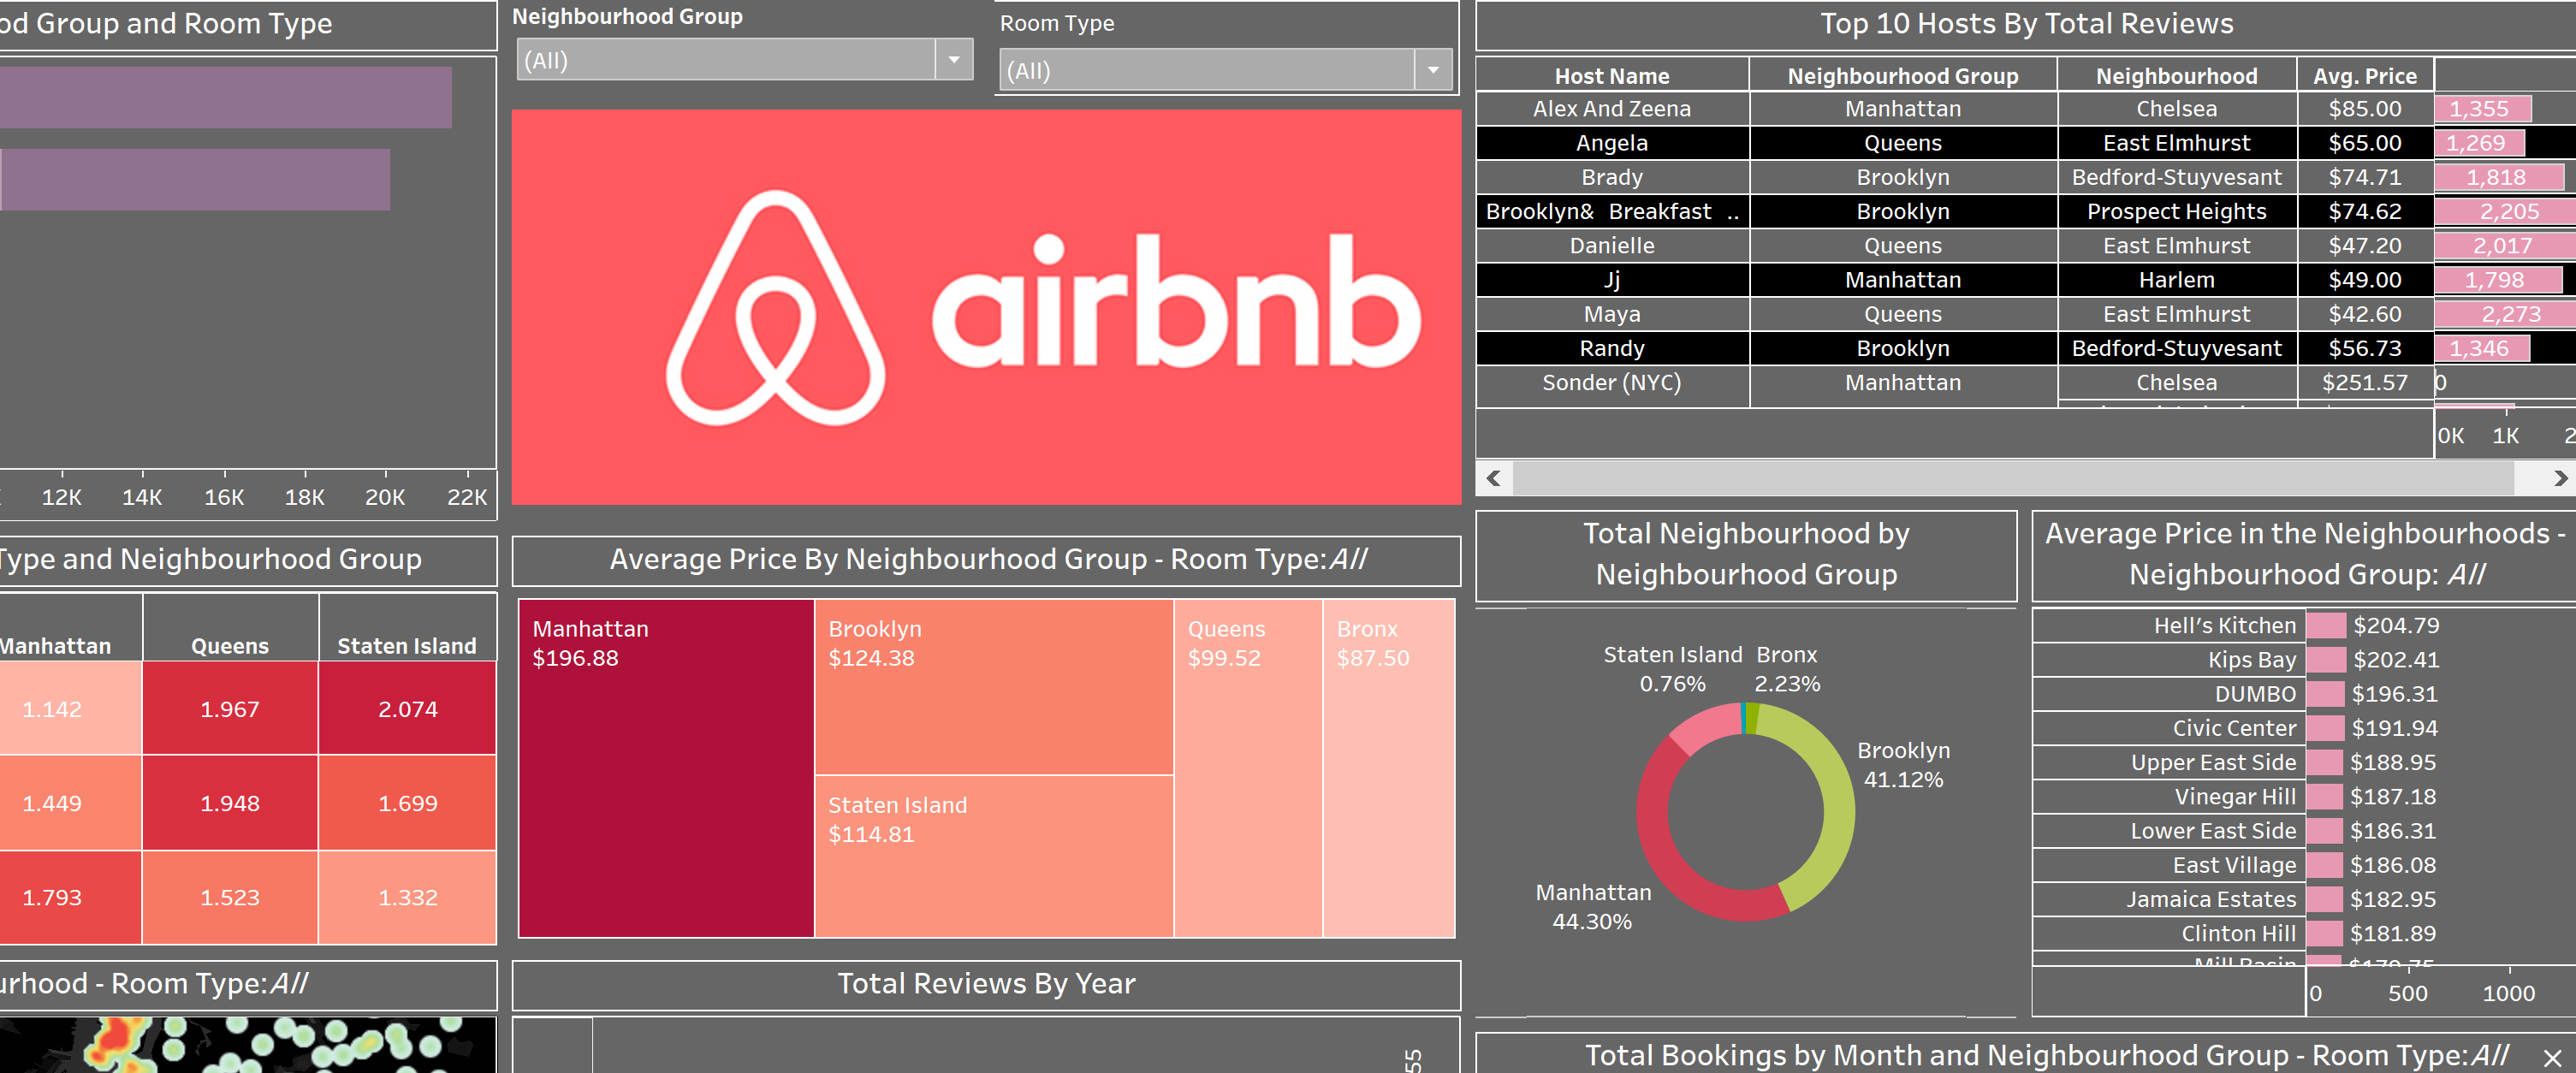 od Group and Room Type
12K 14K 16K 18K 20K 22K
Neighbourhood Group
(All)
Room Type
(All)
airbnb
Top 10 Hosts By Total Reviews
Host Name Neighbourhood Group Neighbourhood Avg. Price
Alex And Zeena Manhattan Chelsea $85.00 1,355
Angela Queens East Elmhurst $65.00 1,269
Brady Brooklyn Bedford-Stuyvesant $74.71 1,818
Brooklyn& Breakfast .. Brooklyn Prospect Heights $74.62 2,205
Danielle Queens East Elmhurst $47.20 2,017
Jj Manhattan Harlem $49.00 1,798
Maya Queens East Elmhurst $42.60 2,273
Randy Brooklyn Bedford-Stuyvesant $56.73 1,346
Sonder (NYC) Manhattan Chelsea $251.57 0
0K 1K 2
Type and Neighbourhood Group
Manhattan Queens Staten Island
1.142 1.967 2.074
1.449 1.948 1.699
1.793 1.523 1.332
Average Price By Neighbourhood Group - Room Type:All
Manhattan
$196.88
Brooklyn
$124.38
Staten Island
$114.81
Queens
$99.52
Bronx
$87.50
Total Neighbourhood by
Neighbourhood Group
Staten Island
0.76%
Bronx
2.23%
Brooklyn
41.12%
Manhattan
44.30%
Average Price in the Neighbourhoods -
Neighbourhood Group: All
Hell's Kitchen $204.79
Kips Bay $202.41
DUMBO $196.31
Civic Center $191.94
Upper East Side $188.95
Vinegar Hill $187.18
Lower East Side $186.31
East Village $186.08
Jamaica Estates $182.95
Clinton Hill $181.89
Mill Basin $179.75
0 500 1000
urhood - Room Type:All
Total Reviews By Year
55
Total Bookings by Month and Neighbourhood Group - Room Type:All